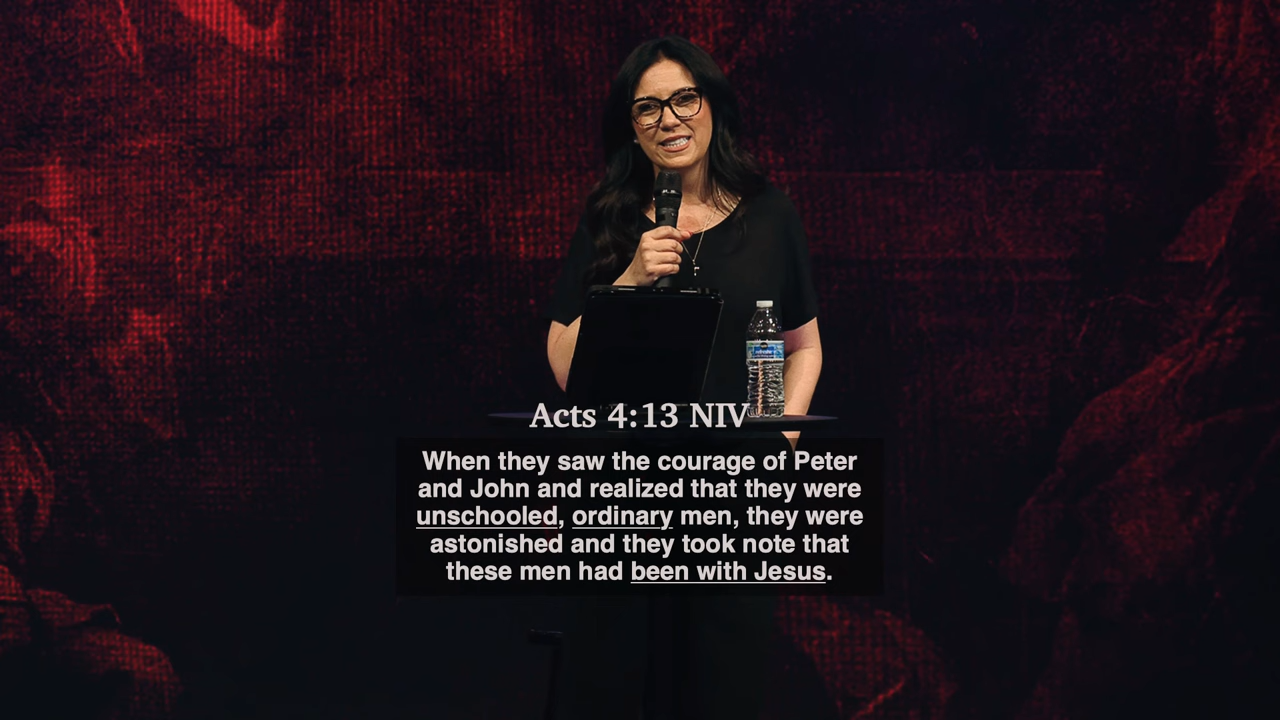 Acts 4:13 NIV
When they saw the courage of Peter
and John and realized that they were
unschooled, ordinary men, they were
astonished and they took note that
these men had been with Jesus.